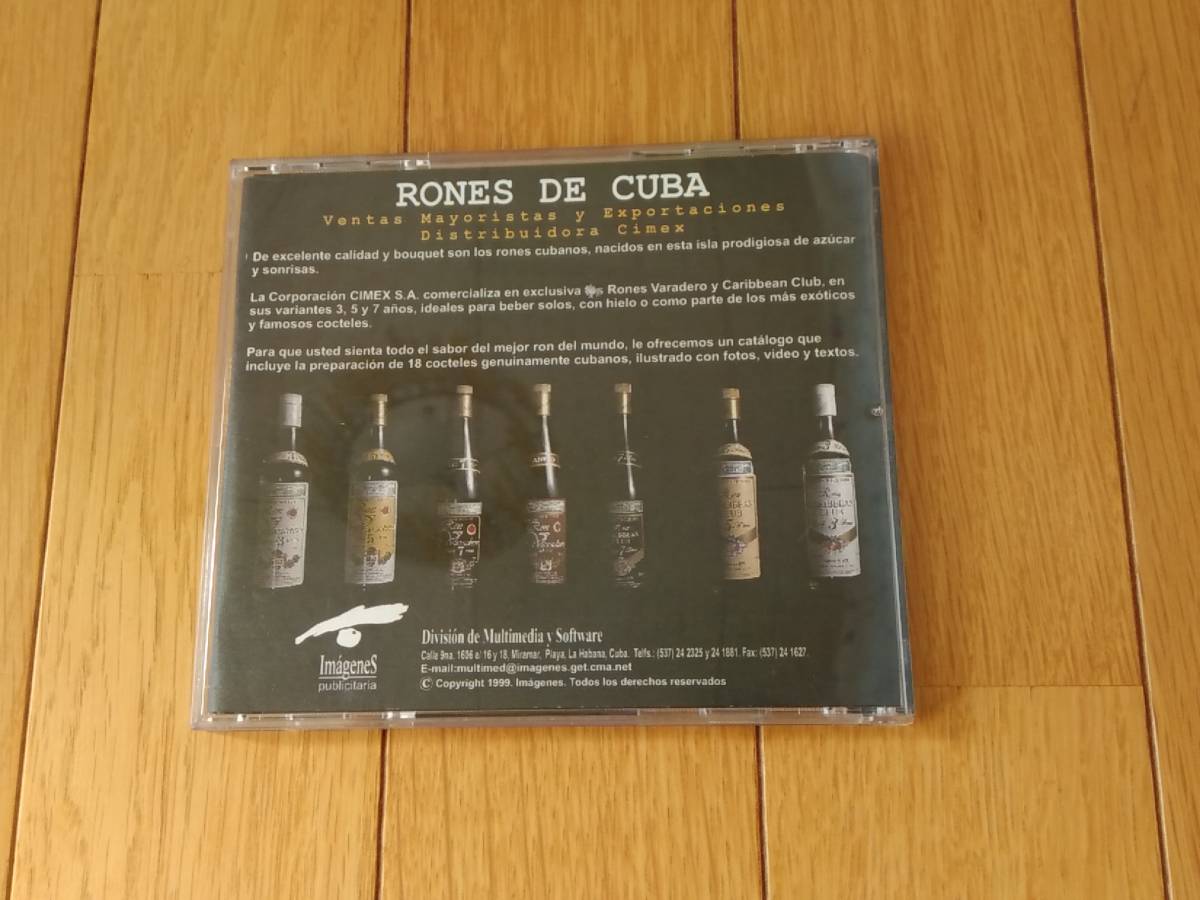 RONES DE CUBA
Ventas Mayoristas y Exportaciones
Distribuidora Cimex
De excelente calidad y bouquet son los rones cubanos, nacidos en esta isla prodigiosa de azúcar
y sonrisas.
La Corporación CIMEX S.A. comercializa en exclusiva los Rones Varadero y Caribbean Club, en
sus variantes 3, 5 y 7 años, ideales para beber solos, con hielo o como parte de los más exóticos
y famosos cocteles.
Para que usted sienta todo el sabor del mejor ron del mundo, le ofrecemos un catálogo que
incluye la preparación de 18 cocteles genuinamente cubanos, ilustrado con fotos, video y textos.
ImágeneS
publicitaria
División de Multimedia y Software
Calle 9na. 1606 e/ 16 y 18, Miramar, Playa, La Habana, Cuba. Telfs.: (537) 24 2325 y 24 1881. Fax: (537) 24 1627.
E-mail:multimed@imagenes.get.cma.net
© Copyright 1999. Imágenes. Todos los derechos reservados